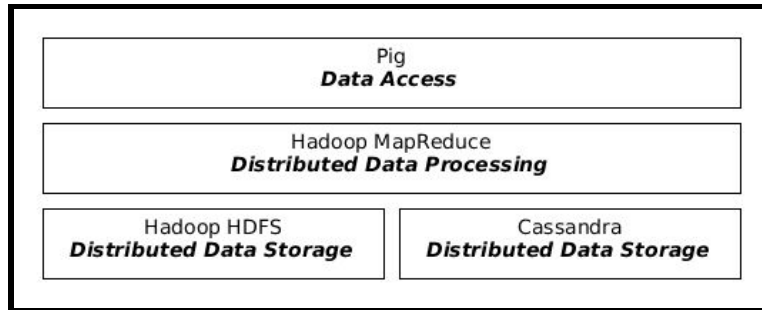 Pig
Data Access
Hadoop MapReduce
Distributed Data Processing
Hadoop HDFS
Distributed Data Storage
Cassandra
Distributed Data Storage